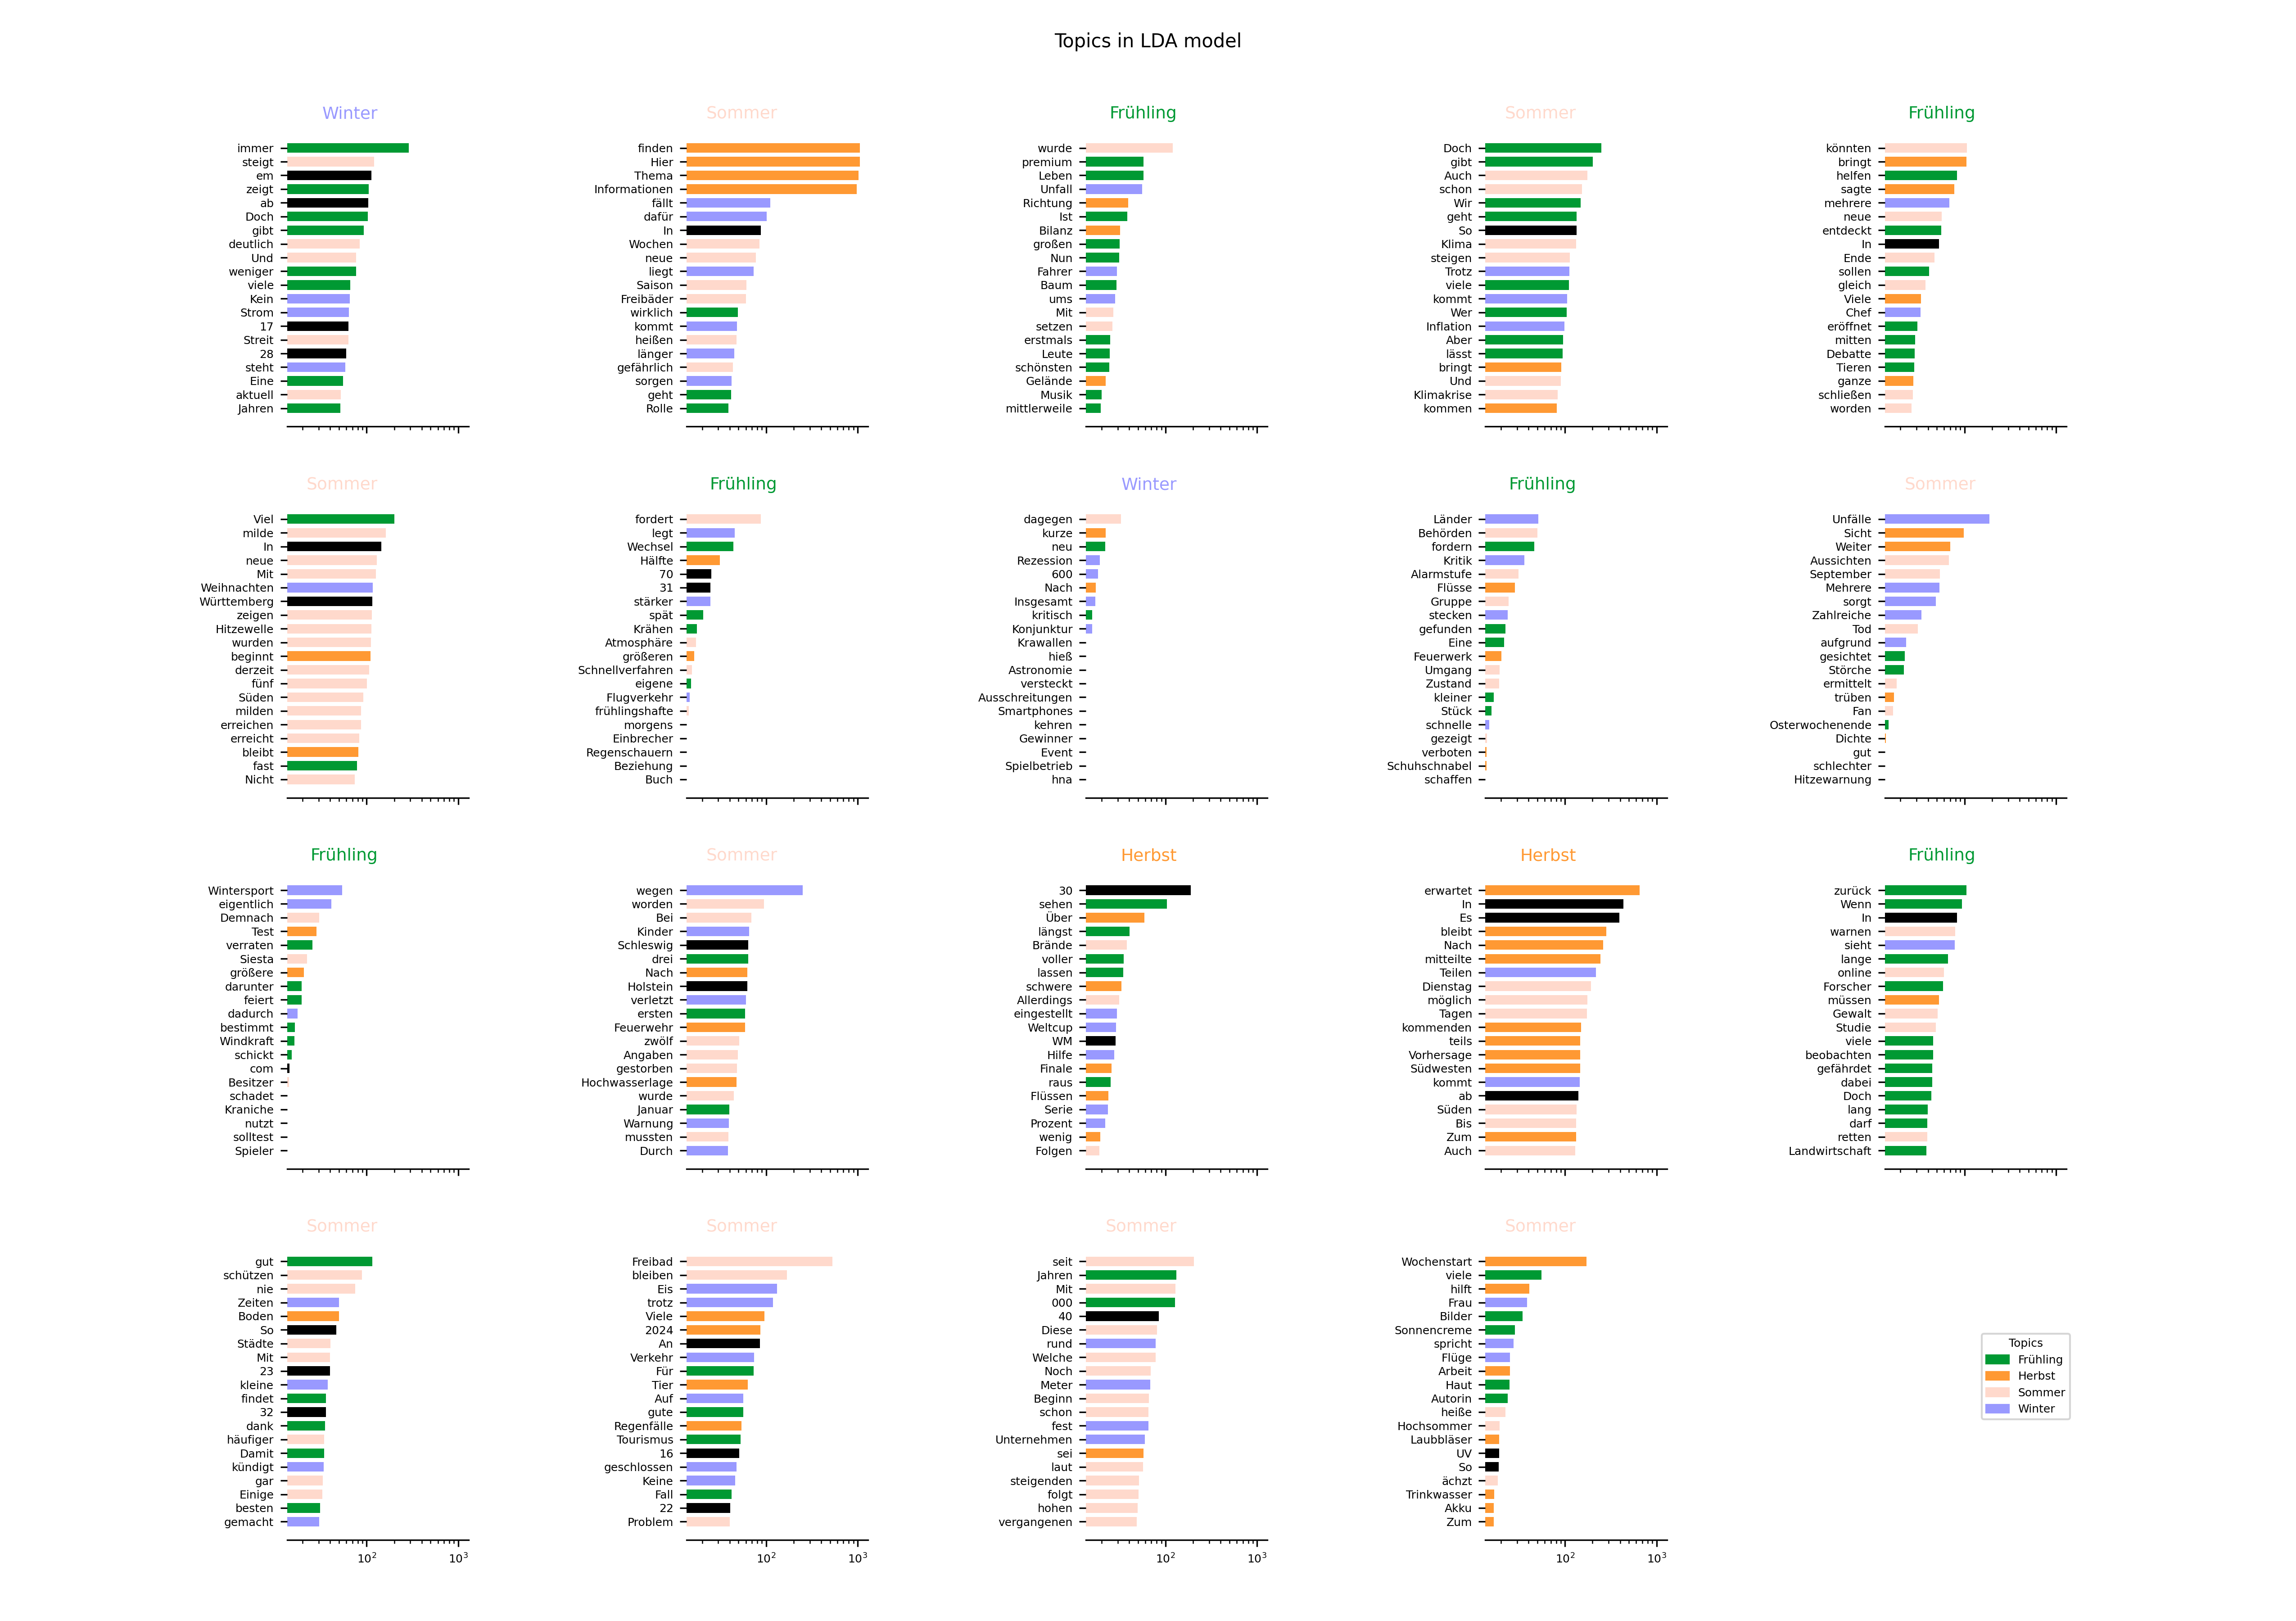 Topics in LDA model
Winter
immer
steigt
em
zeigt
ab
Doch
gibt
deutlich
Und
weniger
viele
Kein
Strom
17
Streit
28
steht
Eine
aktuell
Jahren
Sommer
finden
Hier
Thema
Informationen
fällt
dafür
In
Wochen
neue
liegt
Saison
Freibäder
wirklich
kommt
heißen
länger
gefährlich
sorgen
geht
Rolle
Frühling
wurde
premium
Leben
Unfall
Richtung
Ist
Bilanz
großen
Nun
Fahrer
Baum
ums
Mit
setzen
erstmals
Leute
schönsten
Gelände
Musik
mittlerweile
Sommer
Doch
gibt
Auch
schon
Wir
geht
So
Klima
steigen
Trotz
viele
kommt
Wer
Inflation
Aber
lässt
bringt
Und
Klimakrise
kommen
Frühling
könnten
bringt
helfen
sagte
mehrere
neue
entdeckt
In
Ende
sollen
gleich
Viele
Chef
eröffnet
mitten
Debatte
Tieren
ganze
schließen
worden
Sommer
Viel
milde
In
neue
Mit
Weihnachten
Württemberg
zeigen
Hitzewelle
wurden
beginnt
derzeit
fünf
Süden
milden
erreichen
erreicht
bleibt
fast
Nicht
Frühling
fordert
legt
Wechsel
Hälfte
70
31
stärker
spät
Krähen
Atmosphäre
größeren
Schnellverfahren
eigene
Flugverkehr
frühlingshafte
morgens
Einbrecher
Regenschauern
Beziehung
Buch
Winter
dagegen
kurze
neu
Rezession
600
Nach
Insgesamt
kritisch
Konjunktur
Krawallen
hieß
Astronomie
versteckt
Ausschreitungen
Smartphones
kehren
Gewinner
Event
Spielbetrieb
hna
Frühling
Länder
Behörden
fordern
Kritik
Alarmstufe
Flüsse
Gruppe
stecken
gefunden
Eine
Feuerwerk
Umgang
Zustand
kleiner
Stück
schnelle
gezeigt
verboten
Schuhschnabel
schaffen
Sommer
Unfälle
Sicht
Weiter
Aussichten
September
Mehrere
sorgt
Zahlreiche
Tod
aufgrund
gesichtet
Störche
ermittelt
trüben
Fan
Osterwochenende
Dichte
gut
schlechter
Hitzewarnung
Frühling
Wintersport
eigentlich
Demnach
Test
verraten
Siesta
größere
darunter
feiert
dadurch
bestimmt
Windkraft
schickt
com
Besitzer
schadet
Kraniche
nutzt
solltest
Spieler
Sommer
wegen
worden
Bei
Kinder
Schleswig
drei
Nach
Holstein
verletzt
ersten
Feuerwehr
zwölf
Angaben
gestorben
Hochwasserlage
wurde
Januar
Warnung
mussten
Durch
Herbst
30
sehen
Über
längst
Brände
voller
lassen
schwere
Allerdings
eingestellt
Weltcup
WM
Hilfe
Finale
raus
Flüssen
Serie
Prozent
wenig
Folgen
Herbst
erwartet
In
Es
bleibt
Nach
mitteilte
Teilen
Dienstag
möglich
Tagen
kommenden
teils
Vorhersage
Südwesten
kommt
ab
Süden
Bis
Zum
Auch
Frühling
zurück
Wenn
In
warnen
sieht
lange
online
Forscher
müssen
Gewalt
Studie
viele
beobachten
gefährdet
dabei
Doch
lang
darf
retten
Landwirtschaft
Sommer
gut
schützen
nie
Zeiten
Boden
So
Städte
Mit
23
kleine
findet
32
dank
häufiger
Damit
kündigt
gar
Einige
besten
gemacht
10²
10³
Sommer
Freibad
bleiben
Eis
trotz
Viele
2024
An
Verkehr
Für
Tier
Auf
gute
Regenfälle
Tourismus
16
geschlossen
Keine
Fall
22
Problem
10²
10³
Sommer
seit
Jahren
Mit
000
40
Diese
rund
Welche
Noch
Meter
Beginn
schon
fest
Unternehmen
sei
laut
steigenden
folgt
hohen
vergangenen
10²
10³
Sommer
Wochenstart
viele
hilft
Frau
Bilder
Sonnencreme
spricht
Flüge
Arbeit
Haut
Autorin
heiße
Hochsommer
Laubbläser
UV
So
ächzt
Trinkwasser
Akku
Zum
10²
10³
Topics
Frühling
Herbst
Sommer
Winter